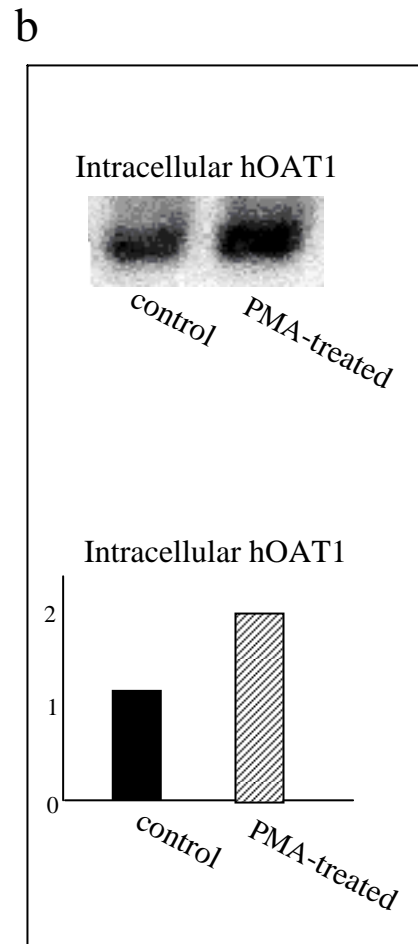 b
Intracellular hOAT1
control
PMA-treated
Intracellular hOAT1
2
1
0
control
PMA-treated